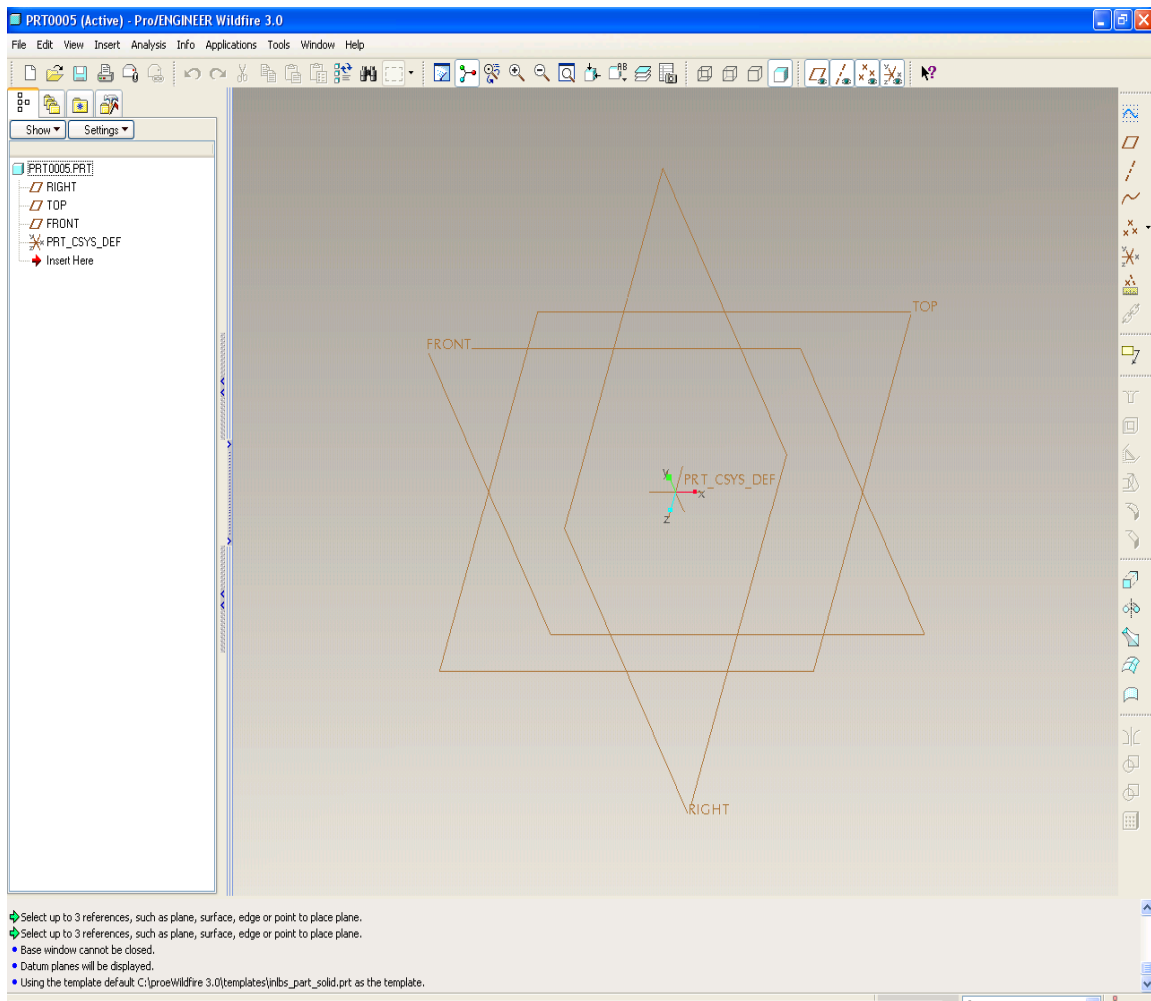 PRT0005 (Active) - Pro/ENGINEER Wildfire 3.0
File Edit View Insert Analysis Info Applications Tools Window Help
Show Settings
PRT0005.PRT
RIGHT
TOP
FRONT
PRT_CSYS_DEF
Insert Here
TOP
FRONT
y
PRT_CSYS_DEF
x
z
RIGHT
Select up to 3 references, such as plane, surface, edge or point to place plane.
Select up to 3 references, such as plane, surface, edge or point to place plane.
Base window cannot be closed.
Datum planes will be displayed.
Using the template default C:\proeWildfire 3.0\templates\inlbs_part_solid.prt as the template.